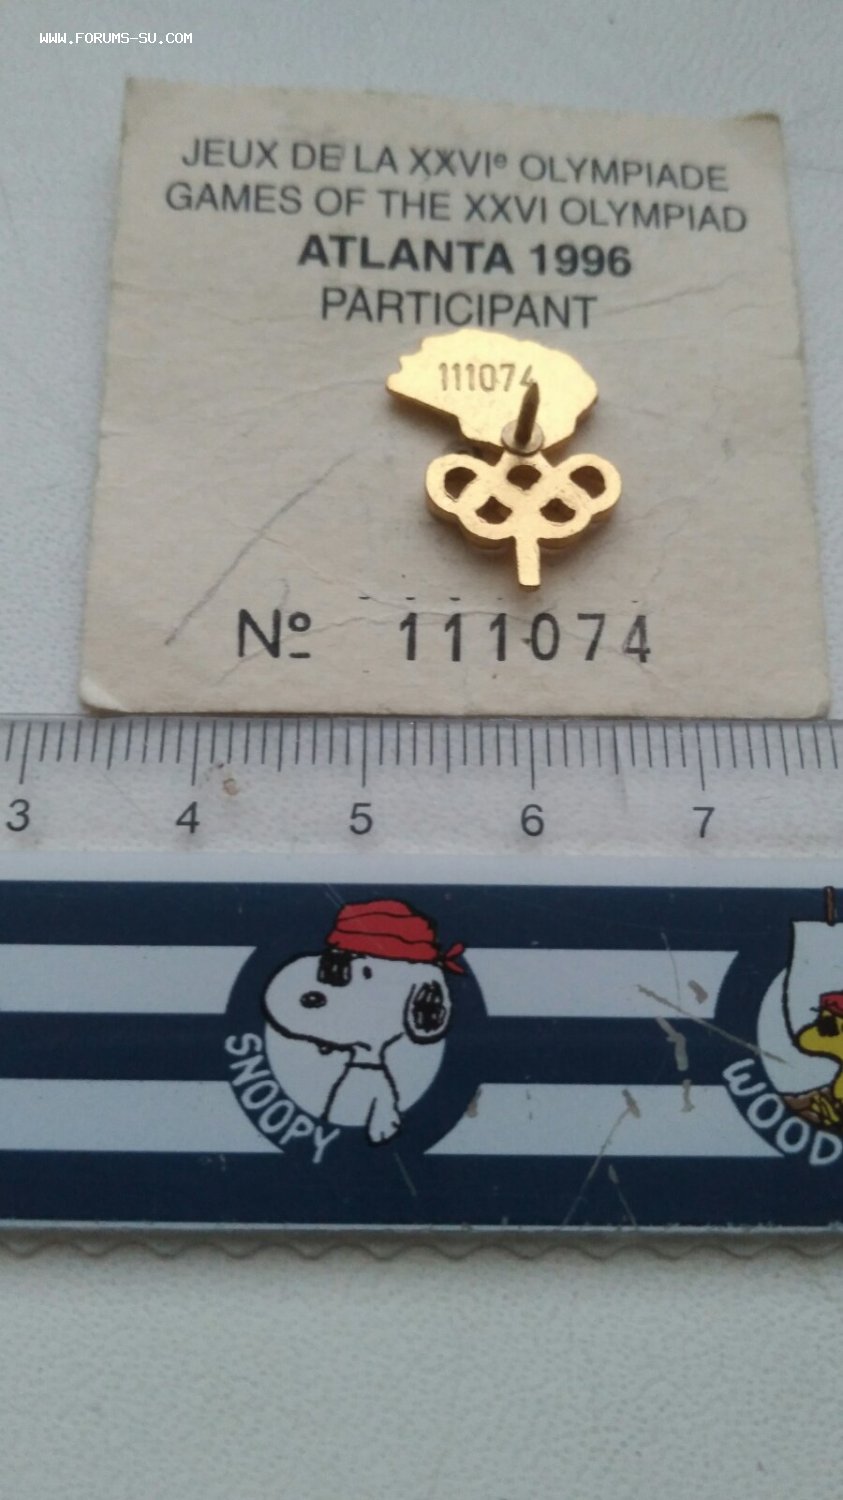 WWW.FORUMS-SU.COM
JEUX DE LA XXVIe OLYMPIADE
GAMES OF THE XXVI OLYMPIAD
ATLANTA 1996
PARTICIPANT
111074
Nº 111074
3 4 5 6 7
SNOOPY
WOOD